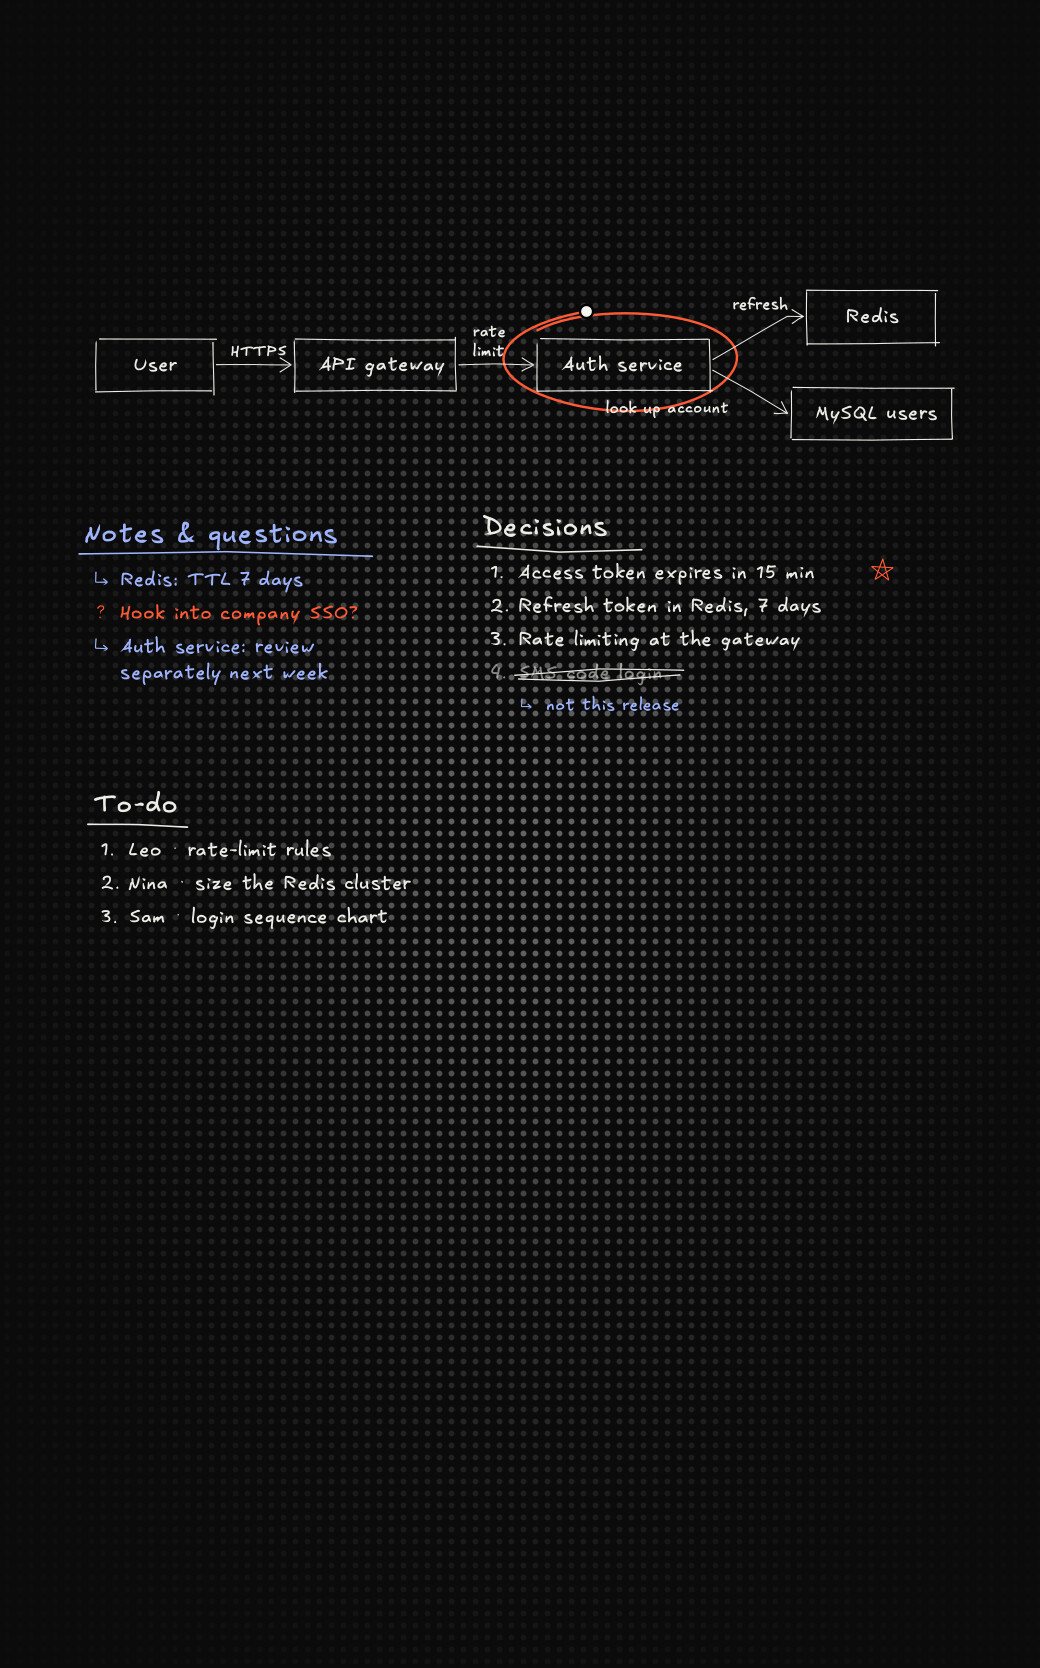 refresh
Redis
rate
limit
HTTPS
User
API gateway
Auth service
look up account
MySQL users
Notes & questions
↳ Redis: TTL 7 days
? Hook into company SSO?
↳ Auth service: review
separately next week
Decisions
1. Access token expires in 15 min
2. Refresh token in Redis, 7 days
3. Rate limiting at the gateway
4. SMS code login
↳ not this release
To-do
1. Leo · rate-limit rules
2. Nina · size the Redis cluster
3. Sam · login sequence chart